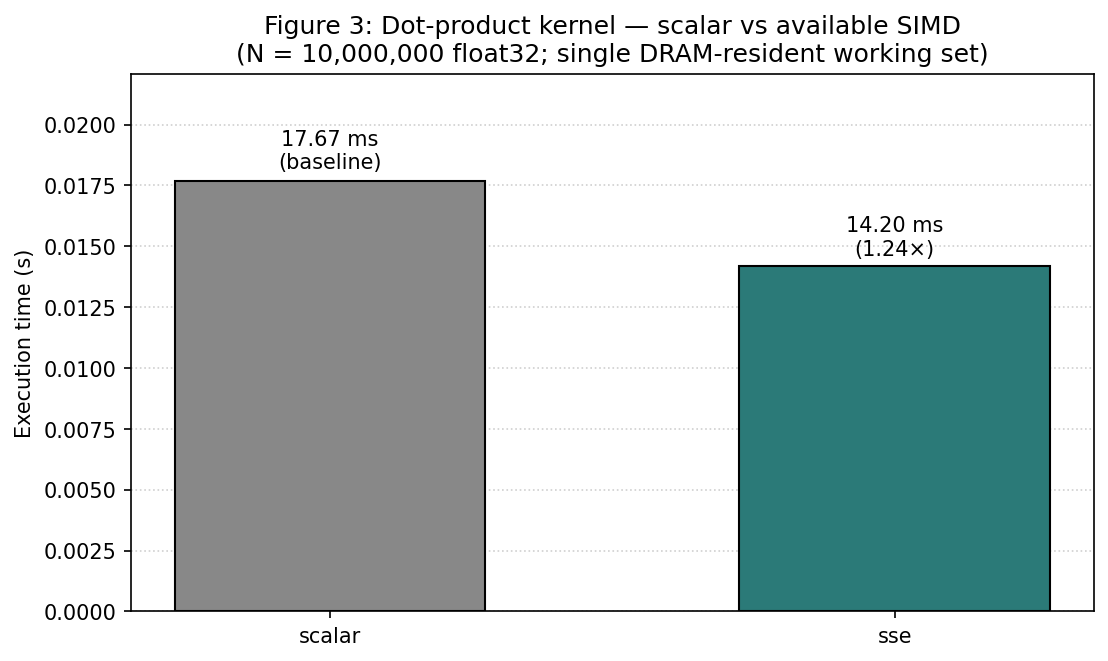 Figure 3: Dot-product kernel — scalar vs available SIMD
(N = 10,000,000 float32; single DRAM-resident working set)
Execution time (s)
0.0200
0.0175
0.0150
0.0125
0.0100
0.0075
0.0050
0.0025
0.0000
17.67 ms
(baseline)
14.20 ms
(1.24×)
scalar
sse